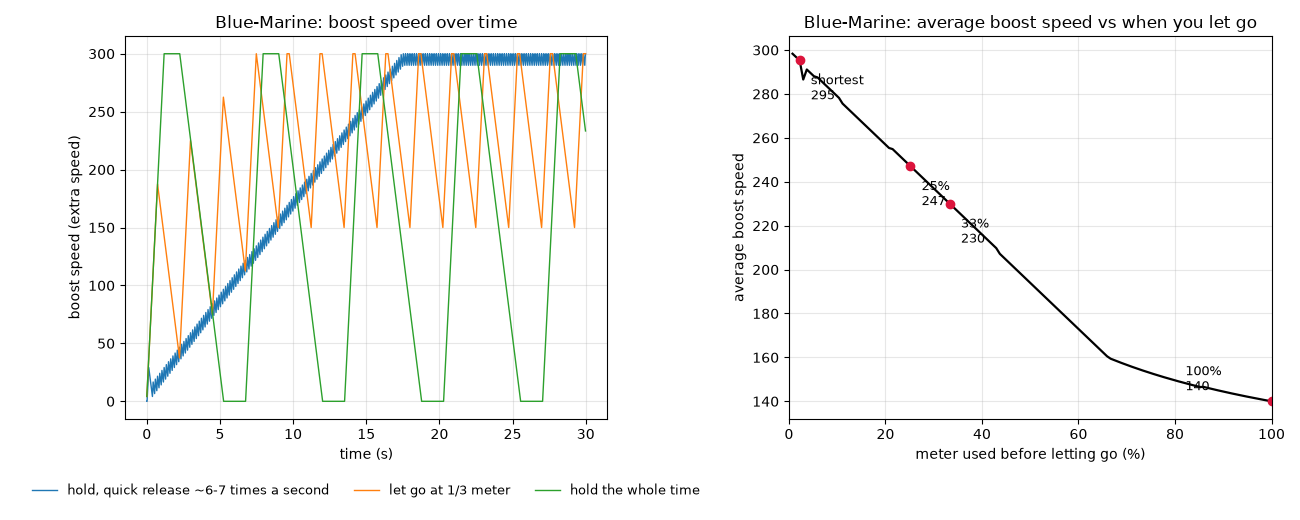 Blue-Marine: boost speed over time
boost speed (extra speed)
300
250
200
150
100
50
0
0 5 10 15 20 25 30
time (s)
hold, quick release ~6-7 times a second
let go at 1/3 meter
hold the whole time
Blue-Marine: average boost speed vs when you let go
average boost speed
300
280
260
240
220
200
180
160
140
shortest
295
25%
247
33%
230
100%
140
0 20 40 60 80 100
meter used before letting go (%)